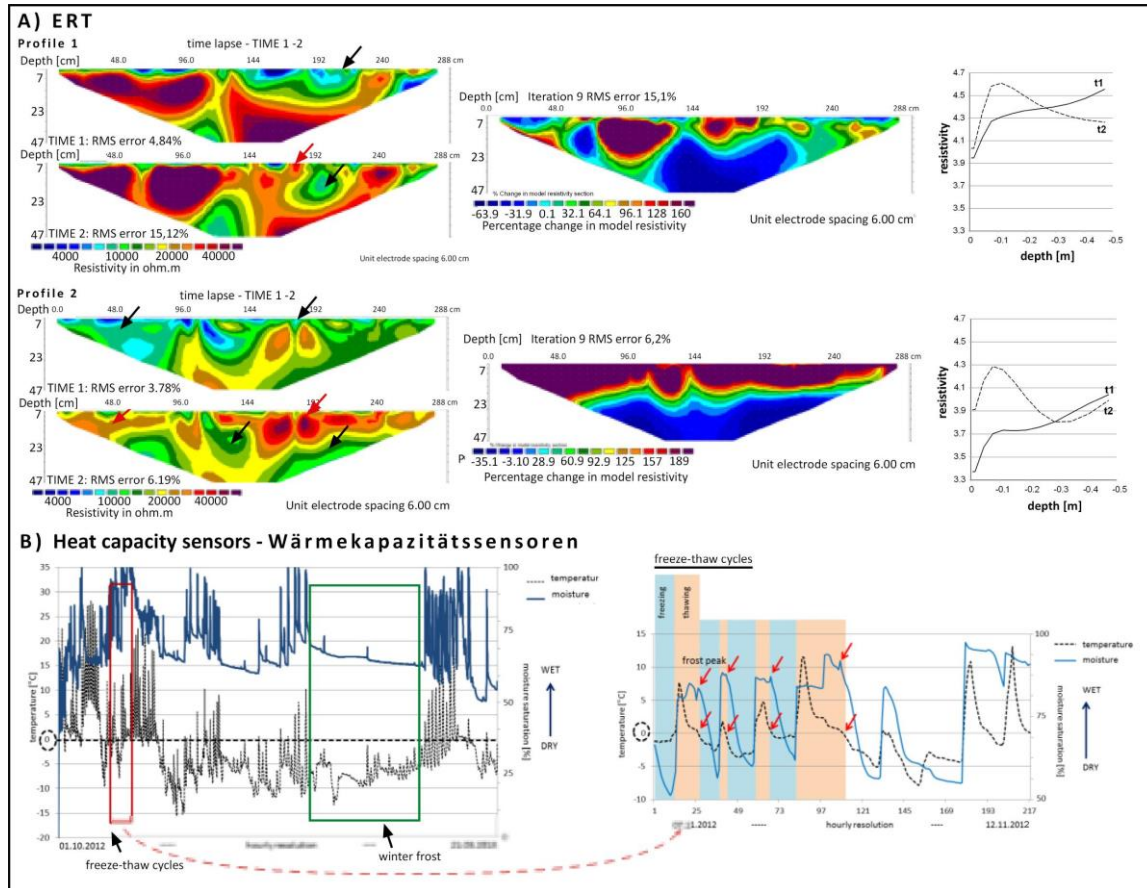 A) ERT
Profile 1
time lapse - TIME 1 -2
Depth [cm] 48.0 96.0 144 192 240 288 cm
7
23
47
TIME 1: RMS error 4,84%
Depth [cm] 48.0 96.0 144 192 240 288 cm
7
23
47
TIME 2: RMS error 15,12%
4000 10000 20000 40000
Resistivity in ohm.m
Unit electrode spacing 6.00 cm
Depth [cm] Iteration 9 RMS error 15,1%
0.0 48.0 96.0 144 192 240 288 cm
7
23
47
% Change in model resistivity section
-63.9 -31.9 0.1 32.1 64.1 96.1 128 160
Percentage change in model resistivity
Unit electrode spacing 6.00 cm
4.7
4.5
4.3
4.1
3.9
3.7
3.5
3.3
resistivity
t1
t2
0 -0.1 -0.2 -0.3 -0.4 -0.5
depth [m]
Profile 2
time lapse - TIME 1 -2
Depth 0.0 48.0 96.0 144 192 240 288 cm
7
23
47
TIME 1: RMS error 3.78%
Depth [cm] 48.0 96.0 144 192 240 288 cm
7
23
47
TIME 2: RMS error 6.19%
4000 10000 20000 40000
Resistivity in ohm.m
Unit electrode spacing 6.00 cm
Depth [cm] Iteration 9 RMS error 6,2%
0.0 48.0 96.0 144 192 240 288 cm
7
23
47
% Change in model resistivity section
P -35.1 -3.10 28.9 60.9 92.9 125 157 189
Percentage change in model resistivity
Unit electrode spacing 6.00 cm
4.7
4.5
4.3
4.1
3.9
3.7
3.5
3.3
resistivity
t1
t2
0 -0.1 -0.2 -0.3 -0.4 -0.5
depth [m]
B) Heat capacity sensors - Wärmekapazitätssensoren
35
30
25
20
15
10
5
0
-5
-10
-15
-20
temperature [°C]
100
75
50
25
0
moisture saturation [%]
temperatur
moisture
WET
DRY
01.10.2012 hourly resolution
freeze-thaw cycles
winter frost
freeze-thaw cycles
freezing
thawing
frost peak
15
10
5
0
-5
-10
temperature [°C]
100
75
50
moisture saturation [%]
temperature
moisture
WET
DRY
1 25 49 73 97 121 145 169 193 217
1.2012 ----- hourly resolution ---- 12.11.2012